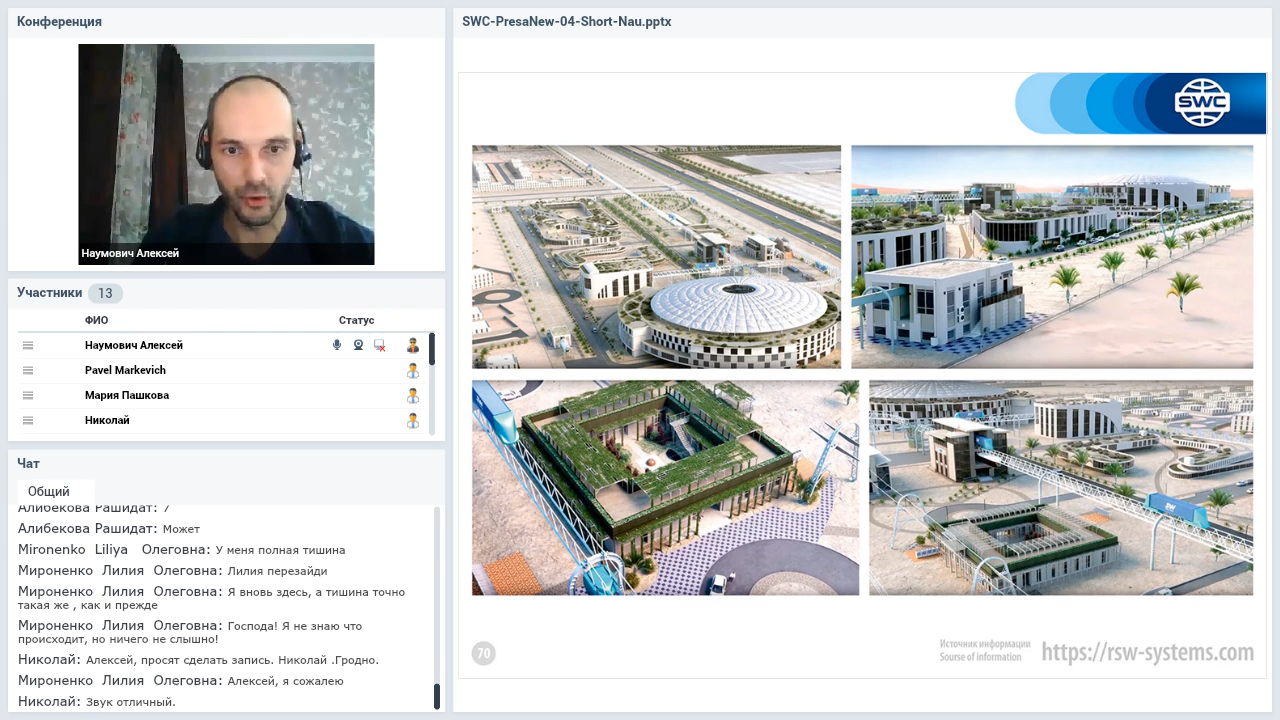 Конференция
Наумович Алексей
Участники 13
ФИО Статус
Наумович Алексей
Pavel Markevich
Мария Пашкова
Николай
Чат
Общий
Алибекова Рашидат: 7
Алибекова Рашидат: Может
Mironenko Liliya Олеговна: У меня полная тишина
Мироненко Лилия Олеговна: Лилия перезайди
Мироненко Лилия Олеговна: Я вновь здесь, а тишина точно
такая же , как и прежде
Мироненко Лилия Олеговна: Господа! Я не знаю что
происходит, но ничего не слышно!
Николай: Алексей, просят сделать запись. Николай .Гродно.
Мироненко Лилия Олеговна: Алексей, я сожалею
Николай: Звук отличный.
SWC-PresaNew-04-Short-Nau.pptx
SWC
70
Источник информации
Sourse of information
https://rsw-systems.com